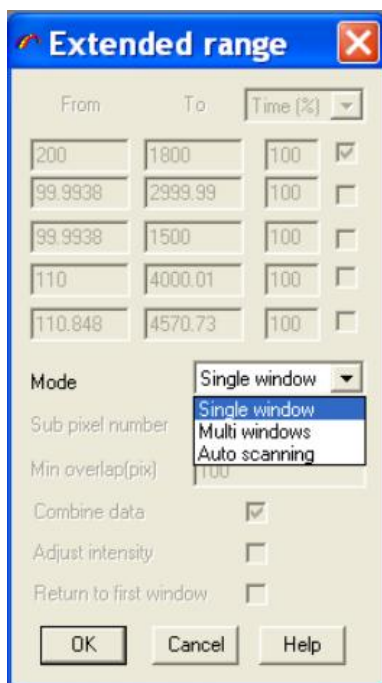 Extended range
From To Time (%)
200 1800 100
99.9938 2999.99 100
99.9938 1500 100
110 4000.01 100
110.848 4570.73 100
Mode Single window
Single window
Sub pixel number
Multi windows
Auto scanning
Min overlap(pix) 100
Combine data
Adjust intensity
Return to first window
OK Cancel Help